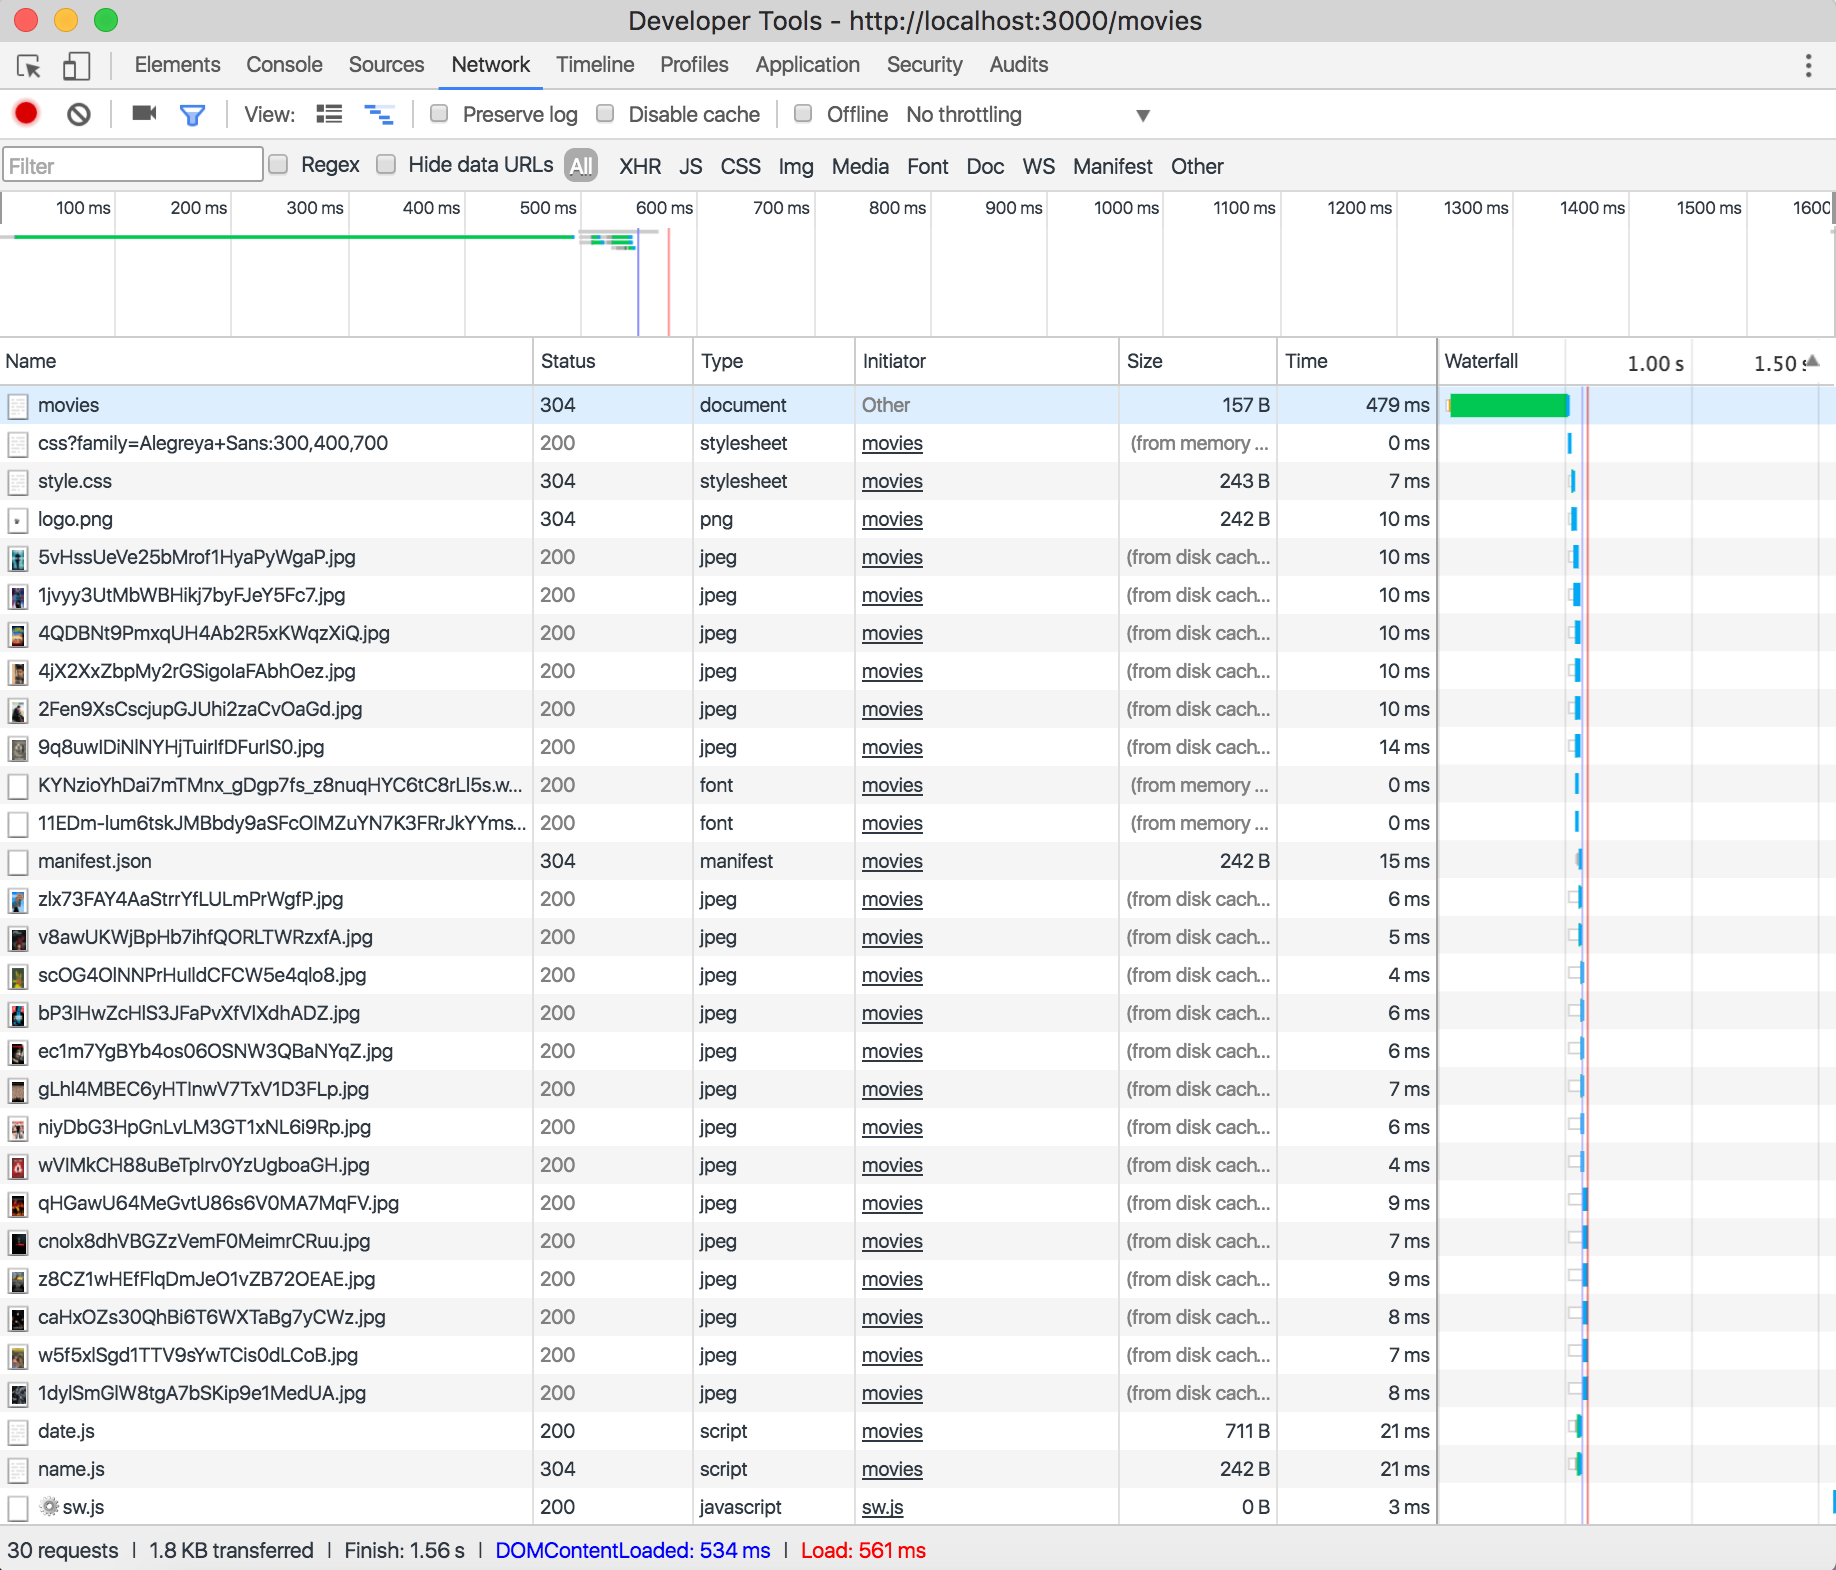 Developer Tools - http://localhost:3000/movies
Elements Console Sources Network Timeline Profiles Application Security Audits
View: Preserve log Disable cache Offline No throttling
Filter Regex Hide data URLs All XHR JS CSS Img Media Font Doc WS Manifest Other
100 ms 200 ms 300 ms 400 ms 500 ms 600 ms 700 ms 800 ms 900 ms 1000 ms 1100 ms 1200 ms 1300 ms 1400 ms 1500 ms 1600
Name Status Type Initiator Size Time Waterfall 1.00 s 1.50 s
movies 304 document Other 157 B 479 ms
css?family=Alegreya+Sans:300,400,700 200 stylesheet movies (from memory ... 0 ms
style.css 304 stylesheet movies 243 B 7 ms
logo.png 304 png movies 242 B 10 ms
5vHssUeVe25bMrof1HyaPyWgaP.jpg 200 jpeg movies (from disk cach... 10 ms
1jvyy3UtMbWBHikj7byFJeY5Fc7.jpg 200 jpeg movies (from disk cach... 10 ms
4QDBNt9PmxqUH4Ab2R5xKWqzXiQ.jpg 200 jpeg movies (from disk cach... 10 ms
4jX2XxZbpMy2rGSigolaFAbhOez.jpg 200 jpeg movies (from disk cach... 10 ms
2Fen9XsCscjupGJUhi2zaCvOaGd.jpg 200 jpeg movies (from disk cach... 10 ms
9q8uwlDiNlNYHjTuirlfDFurlS0.jpg 200 jpeg movies (from disk cach... 14 ms
KYNzioYhDai7mTMnx_gDgp7fs_z8nuqHYC6tC8rLl5s.w... 200 font movies (from memory ... 0 ms
11EDm-lum6tskJMBbdy9aSFcOlMZuYN7K3FRrJkYYms... 200 font movies (from memory ... 0 ms
manifest.json 304 manifest movies 242 B 15 ms
zlx73FAY4AaStrrYfLULmPrWgfP.jpg 200 jpeg movies (from disk cach... 6 ms
v8awUKWjBpHb7ihfQORLTWRzxfA.jpg 200 jpeg movies (from disk cach... 5 ms
scOG4OlNNPrHulldCFCW5e4qlo8.jpg 200 jpeg movies (from disk cach... 4 ms
bP3lHwZcHlS3JFaPvXfVlXdhADZ.jpg 200 jpeg movies (from disk cach... 6 ms
ec1m7YgBYb4os06OSNW3QBaNYqZ.jpg 200 jpeg movies (from disk cach... 6 ms
gLhl4MBEC6yHTInwV7TxV1D3FLp.jpg 200 jpeg movies (from disk cach... 7 ms
niyDbG3HpGnLvLM3GT1xNL6i9Rp.jpg 200 jpeg movies (from disk cach... 6 ms
wVlMkCH88uBeTplrv0YzUgboaGH.jpg 200 jpeg movies (from disk cach... 4 ms
qHGawU64MeGvtU86s6V0MA7MqFV.jpg 200 jpeg movies (from disk cach... 9 ms
cnolx8dhVBGZzVemF0MeimrCRuu.jpg 200 jpeg movies (from disk cach... 7 ms
z8CZ1wHEfFlqDmJeO1vZB72OEAE.jpg 200 jpeg movies (from disk cach... 9 ms
caHxOZs30QhBi6T6WXTaBg7yCWz.jpg 200 jpeg movies (from disk cach... 8 ms
w5f5xlSgd1TTV9sYwTCis0dLCoB.jpg 200 jpeg movies (from disk cach... 7 ms
1dylSmGlW8tgA7bSKip9e1MedUA.jpg 200 jpeg movies (from disk cach... 8 ms
date.js 200 script movies 711 B 21 ms
name.js 304 script movies 242 B 21 ms
sw.js 200 javascript sw.js 0 B 3 ms
30 requests | 1.8 KB transferred | Finish: 1.56 s | DOMContentLoaded: 534 ms | Load: 561 ms